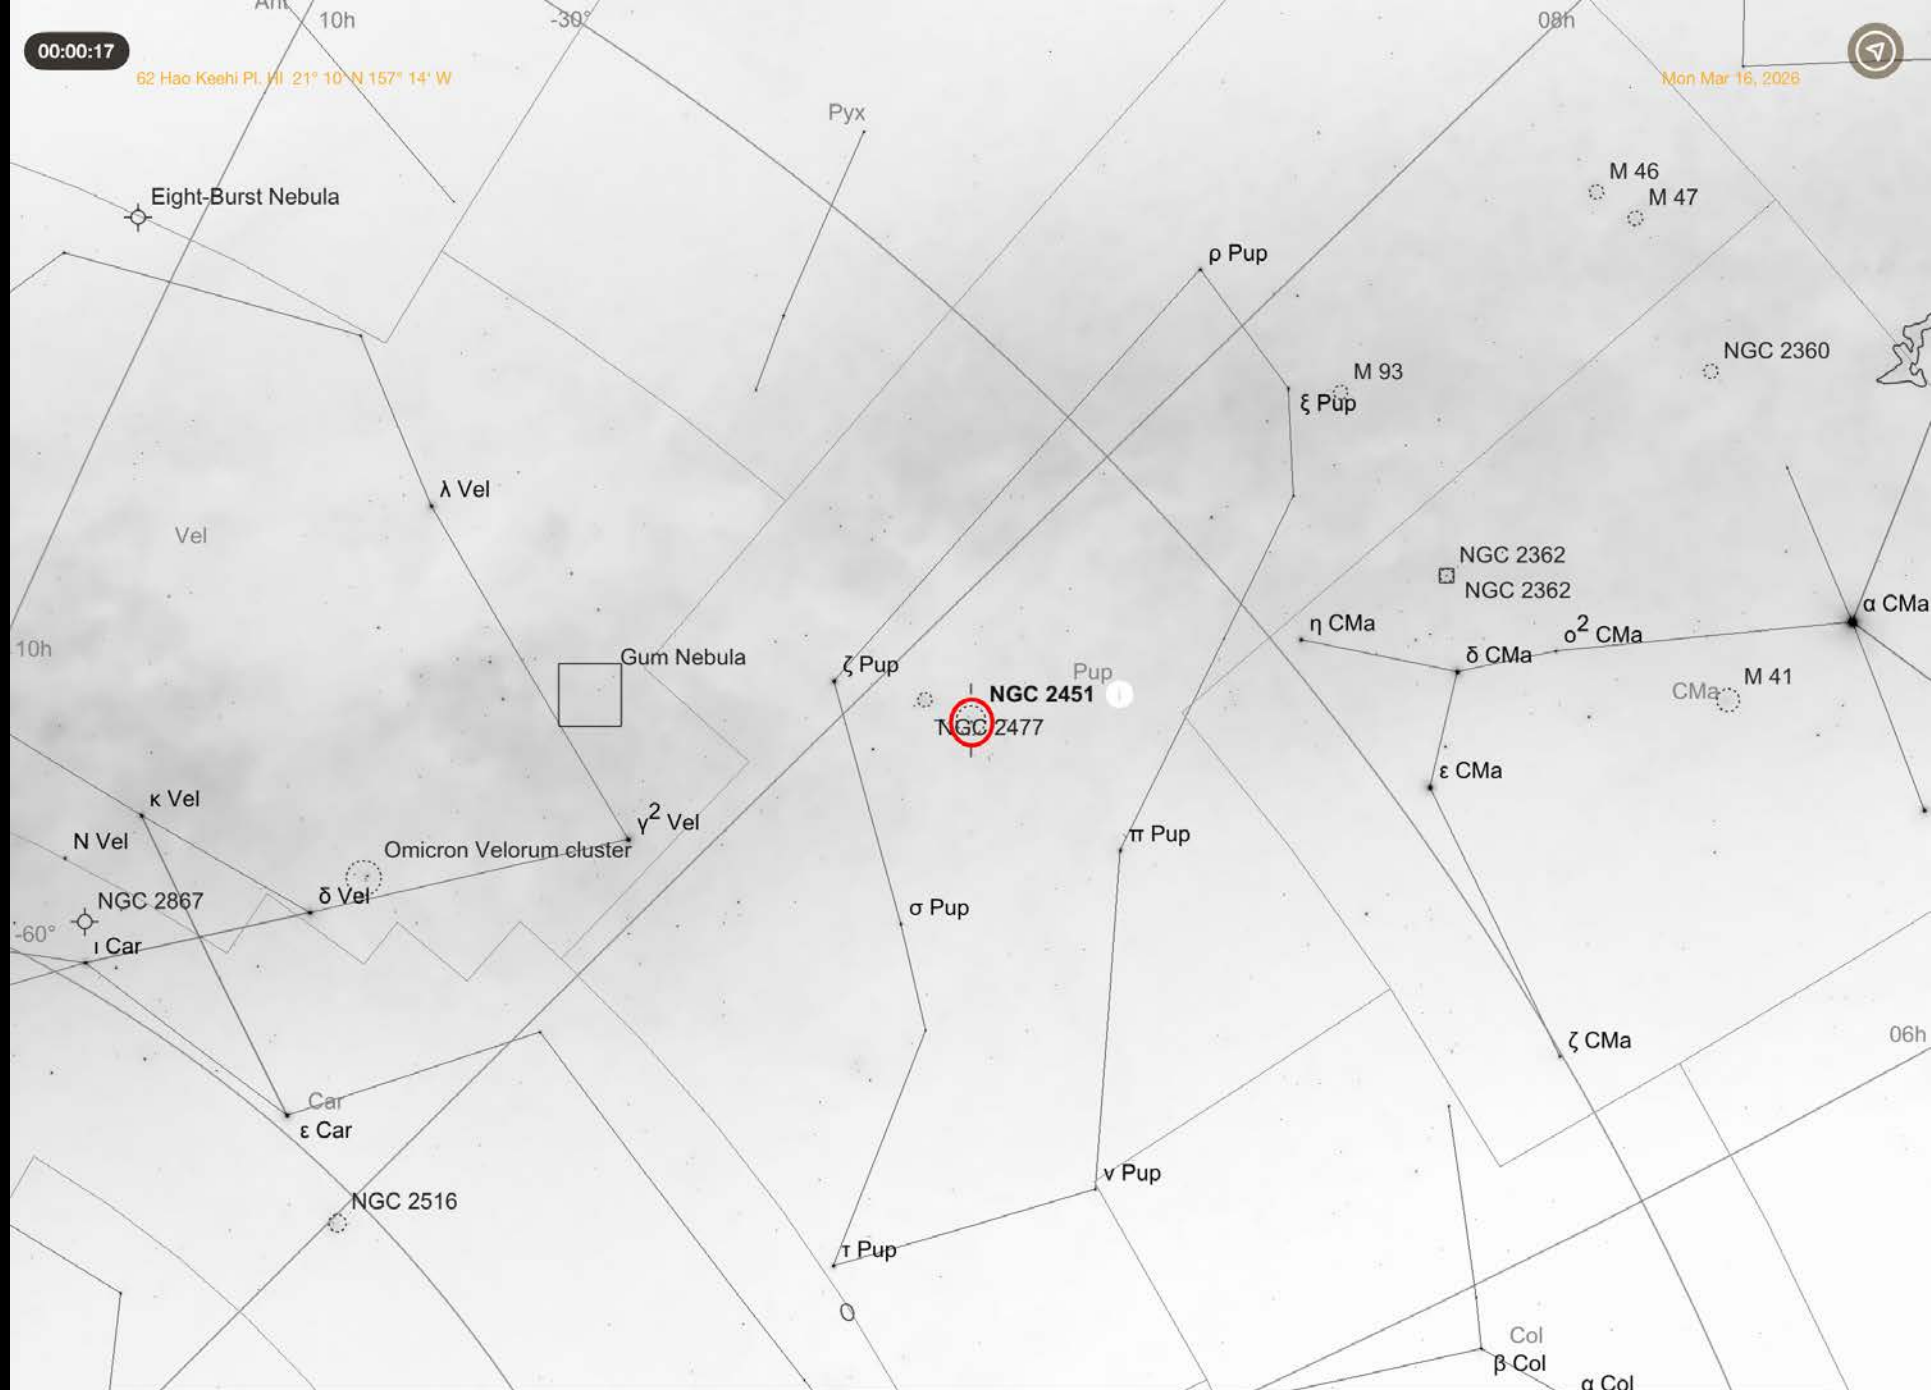 Ant
10h
-30°
08h
00:00:17
62 Hao Keehi Pl, HI 21° 10' N 157° 14' W
Mon Mar 16, 2026
Pyx
M 46
Eight-Burst Nebula
M 47
ρ Pup
NGC 2360
M 93
ξ Pup
λ Vel
Vel
NGC 2362
NGC 2362
α CMa
η CMa
ο2 CMa
10h
Gum Nebula
δ CMa
ζ Pup
Pup
M 41
NGC 2451
CMa
NGC 2477
ε CMa
κ Vel
γ2 Vel
N Vel
π Pup
Omicron Velorum cluster
δ Vel
NGC 2867
σ Pup
-60°
ι Car
06h
ζ CMa
Car
ε Car
ν Pup
NGC 2516
τ Pup
Col
β Col
α Col